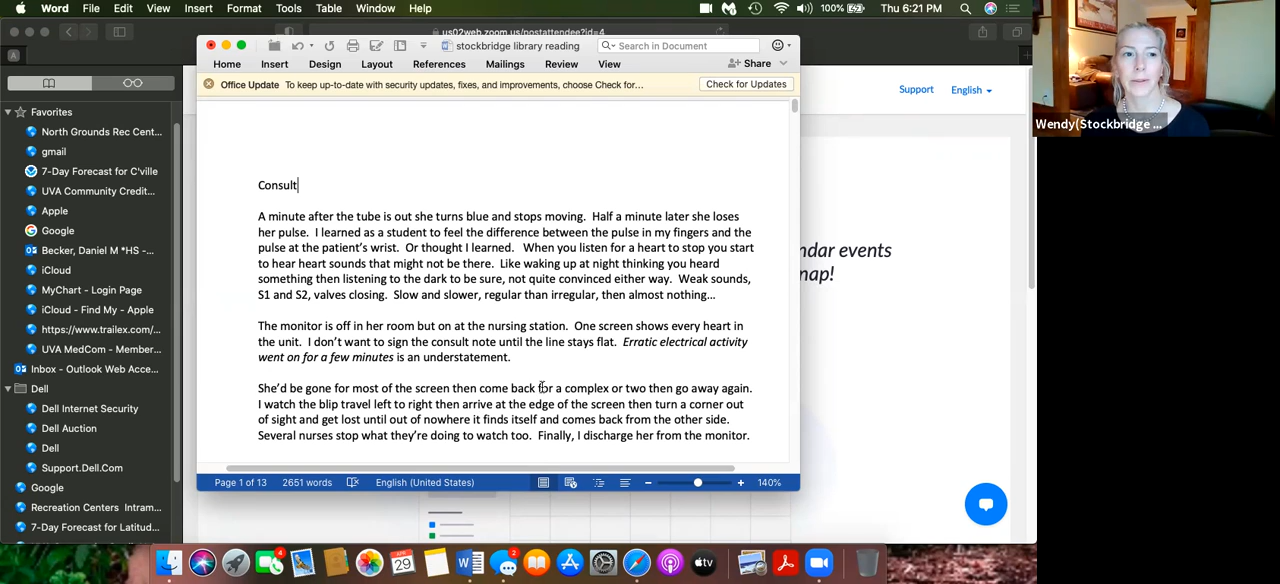 Word File Edit View Insert Format Tools Table Window Help 100% Thu 6:21 PM
us02web.zoom.us/postattendee?id=4
stockbridge library reading
Search in Document
Home Insert Design Layout References Mailings Review View Share
Office Update To keep up-to-date with security updates, fixes, and improvements, choose Check for... Check for Updates
A
Favorites
North Grounds Rec Cent...
gmail
7-Day Forecast for C'ville
UVA Community Credit...
Apple
Google
Becker, Daniel M *HS -...
iCloud
MyChart - Login Page
iCloud - Find My - Apple
https://www.trailex.com/...
UVA MedCom - Member...
Inbox - Outlook Web Acce...
Dell
Dell Internet Security
Dell Auction
Dell
Support.Dell.Com
Google
Recreation Centers Intram...
7-Day Forecast for Latitud...
Consult
A minute after the tube is out she turns blue and stops moving. Half a minute later she loses
her pulse. I learned as a student to feel the difference between the pulse in my fingers and the
pulse at the patient's wrist. Or thought I learned. When you listen for a heart to stop you start
to hear heart sounds that might not be there. Like waking up at night thinking you heard
something then listening to the dark to be sure, not quite convinced either way. Weak sounds,
S1 and S2, valves closing. Slow and slower, regular than irregular, then almost nothing...
The monitor is off in her room but on at the nursing station. One screen shows every heart in
the unit. I don't want to sign the consult note until the line stays flat. Erratic electrical activity
went on for a few minutes is an understatement.
She'd be gone for most of the screen then come back for a complex or two then go away again.
I watch the blip travel left to right then arrive at the edge of the screen then turn a corner out
of sight and get lost until out of nowhere it finds itself and comes back from the other side.
Several nurses stop what they're doing to watch too. Finally, I discharge her from the monitor.
Page 1 of 13 2651 words English (United States) 140%
Support English
ndar events
nap!
Wendy(Stockbridge ...
4
APR
29
2
tv